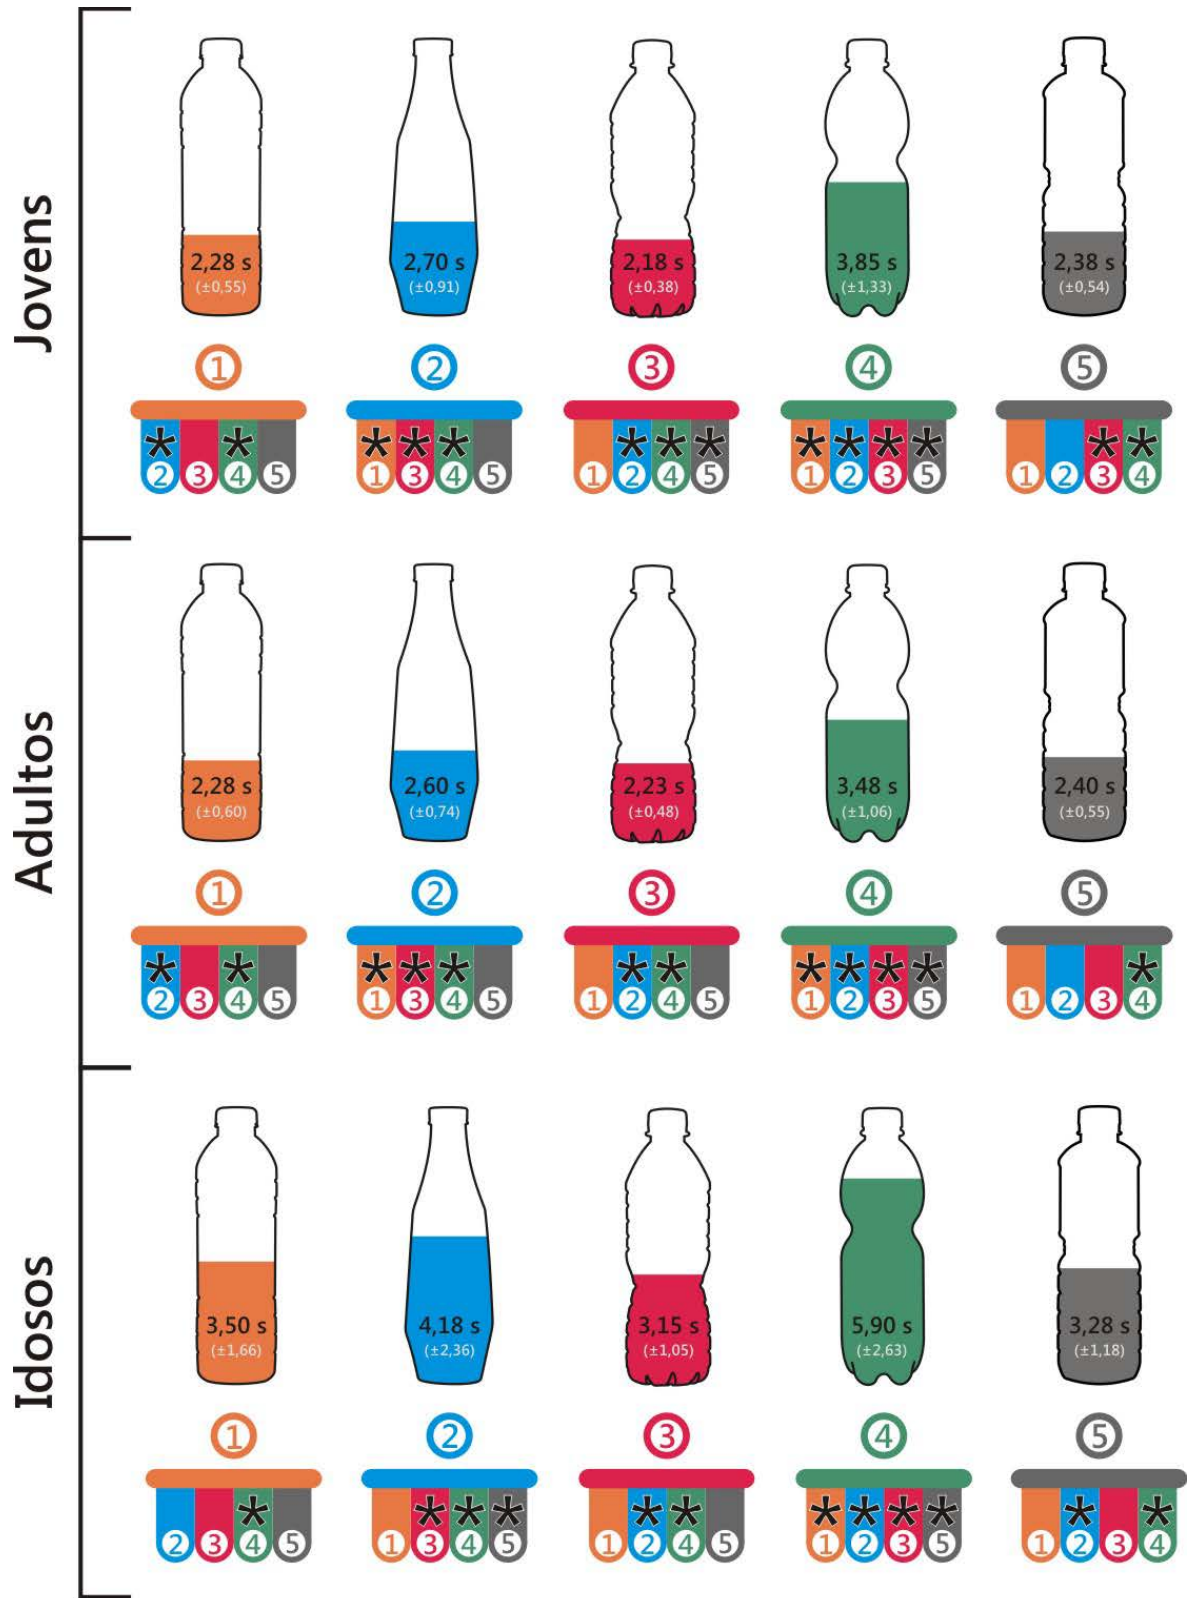 Jovens
2,28 s 2,70 s 2,18 s 3,85 s 2,38 s
(±0,55) (±0,91) (±0,38) (±1,33) (±0,54)
1 2 3 4 5
* * * * * * * * * * * * * * *
2 3 4 5 1 3 4 5 1 2 4 5 1 2 3 5 1 2 3 4
Adultos
2,28 s 2,60 s 2,23 s 3,48 s 2,40 s
(±0,60) (±0,74) (±0,48) (±1,06) (±0,55)
1 2 3 4 5
* * * * * * * * * * * *
2 3 4 5 1 3 4 5 1 2 4 5 1 2 3 5 1 2 3 4
Idosos
3,50 s 4,18 s 3,15 s 5,90 s 3,28 s
(±1,66) (±2,36) (±1,05) (±2,63) (±1,18)
1 2 3 4 5
* * * * * * * * * * * *
2 3 4 5 1 3 4 5 1 2 4 5 1 2 3 5 1 2 3 4